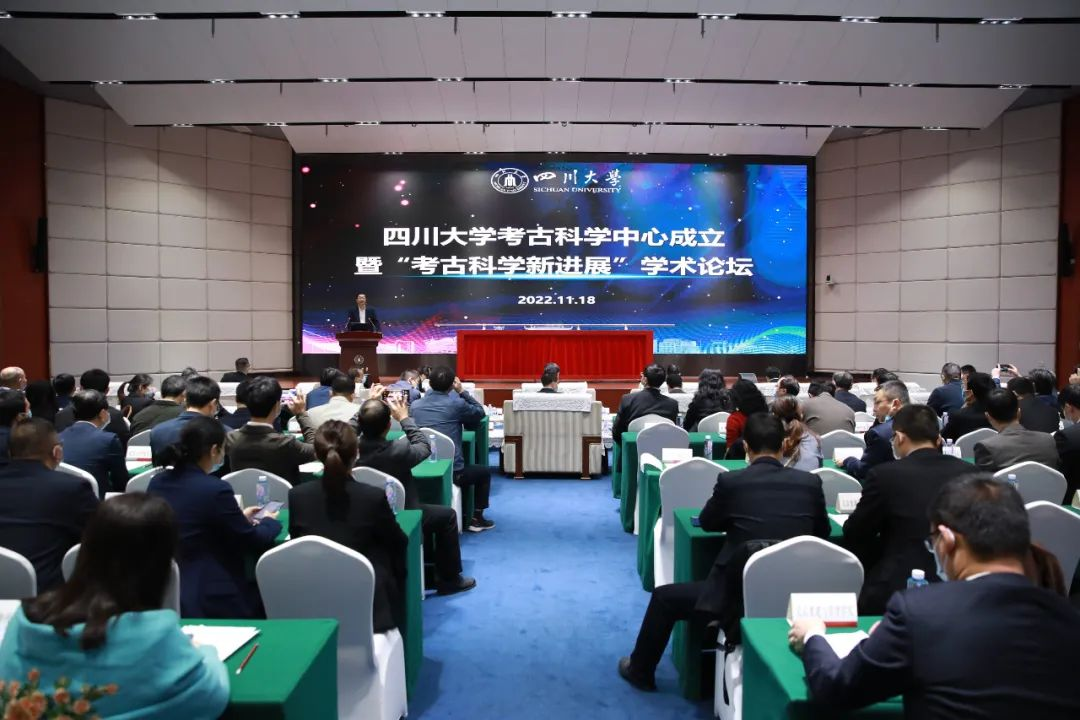 四川大學
SICHUAN UNIVERSITY
四川大学考古科学中心成立
暨“考古科学新进展”学术论坛
2022.11.18